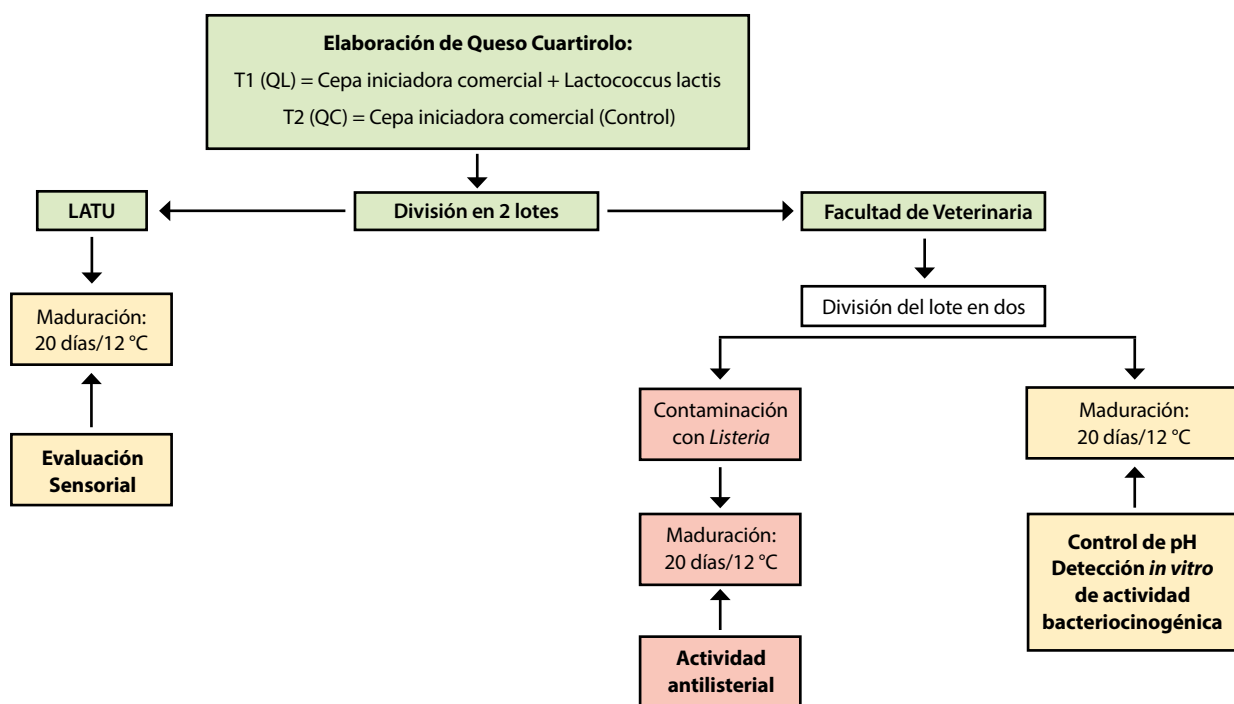 Elaboración de Queso Cuartirolo:
T1 (QL) = Cepa iniciadora comercial + Lactococcus lactis
T2 (QC) = Cepa iniciadora comercial (Control)
LATU
División en 2 lotes
Facultad de Veterinaria
Maduración:
20 días/12 °C
División del lote en dos
Evaluación
Sensorial
Contaminación
con Listeria
Maduración:
20 días/12 °C
Maduración:
20 días/12 °C
Actividad
antilisterial
Control de pH
Detección in vitro
de actividad
bacteriocinogénica